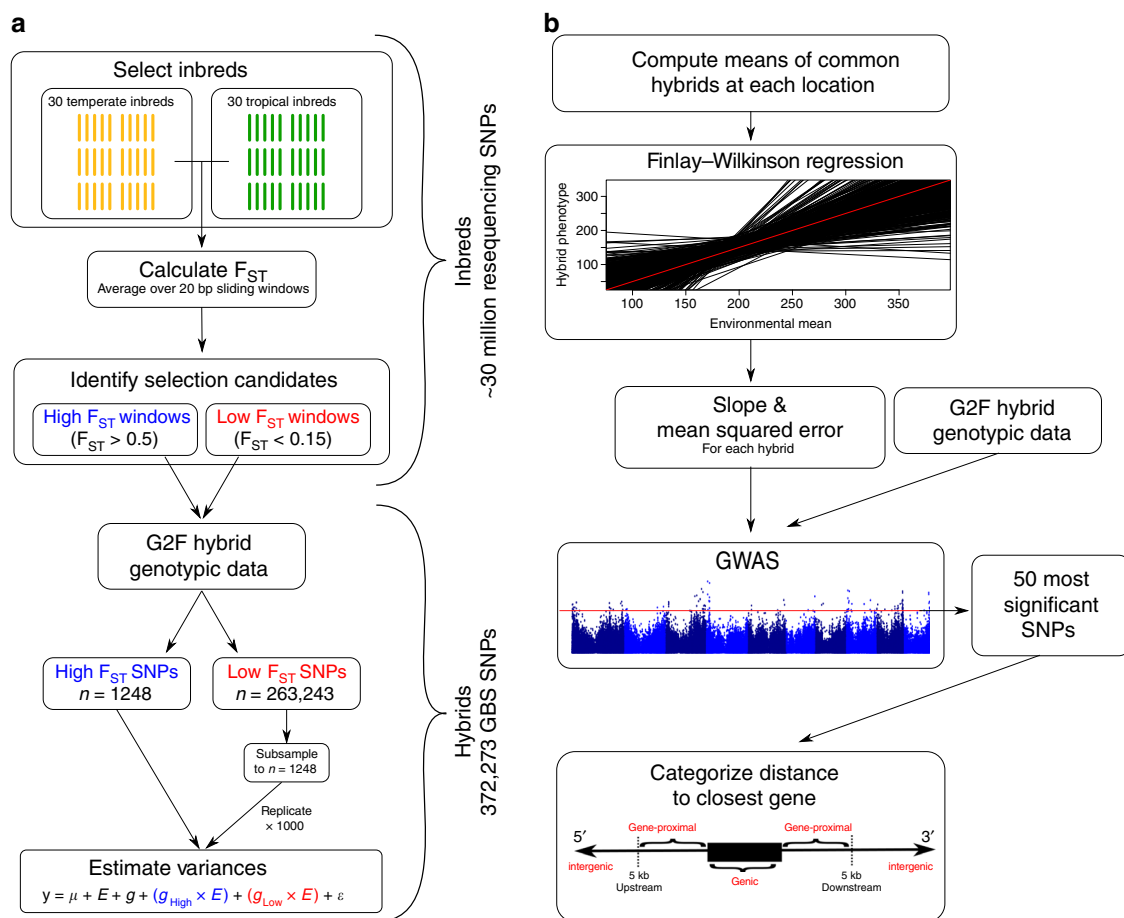 a
Select inbreds
30 temperate inbreds
30 tropical inbreds
Calculate FST
Average over 20 bp sliding windows
Identify selection candidates
High FST windows
(FST > 0.5)
Low FST windows
(FST < 0.15)
Inbreds
~30 million resequencing SNPs
G2F hybrid
genotypic data
High FST SNPs
n = 1248
Low FST SNPs
n = 263,243
Subsample
to n = 1248
Replicate
× 1000
Estimate variances
y = μ + E + g + (gHigh × E) + (gLow × E) + ε
Hybrids
372,273 GBS SNPs
b
Compute means of common
hybrids at each location
Finlay–Wilkinson regression
Hybrid phenotype
300
200
100
100
150
200
250
300
350
Environmental mean
Slope &
mean squared error
For each hybrid
G2F hybrid
genotypic data
GWAS
50 most
significant
SNPs
Categorize distance
to closest gene
5′
Gene-proximal
Gene-proximal
3′
intergenic
5 kb
Upstream
Genic
5 kb
Downstream
intergenic